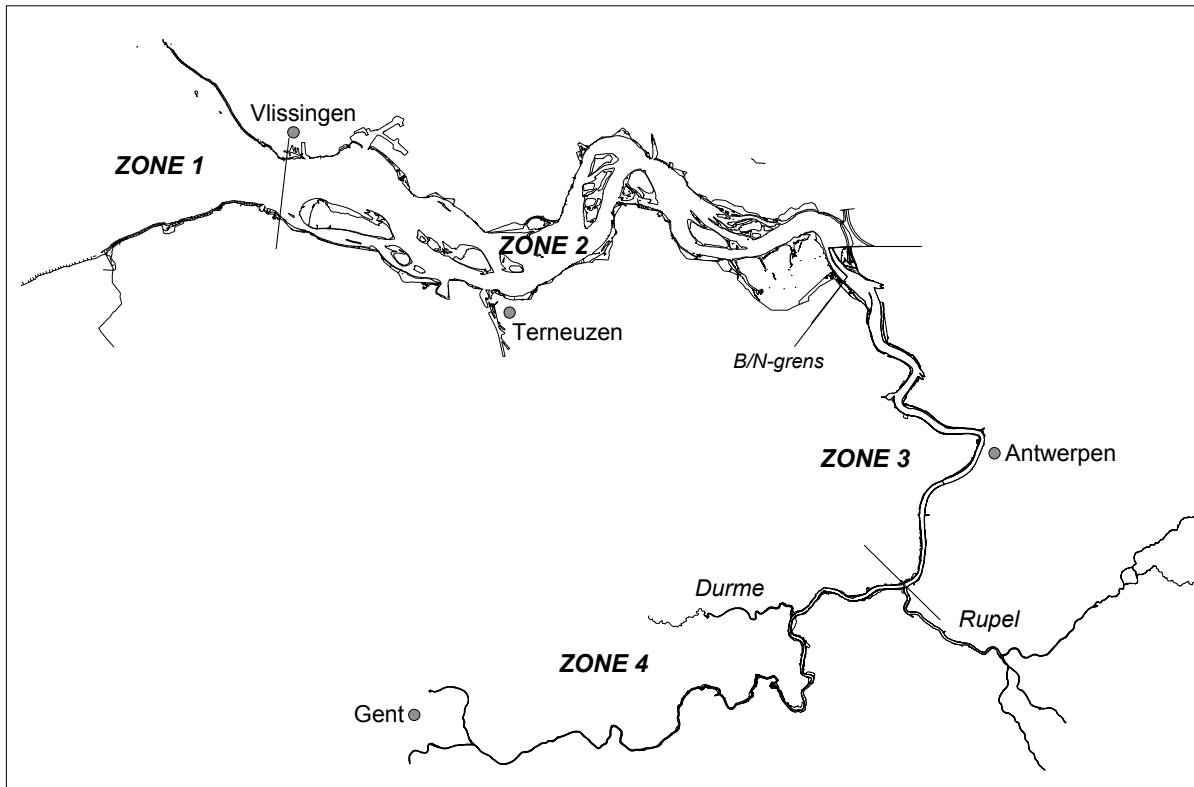 Vlissingen
ZONE 1
ZONE 2
Terneuzen
B/N-grens
ZONE 3
Antwerpen
Durme
Rupel
ZONE 4
Gent